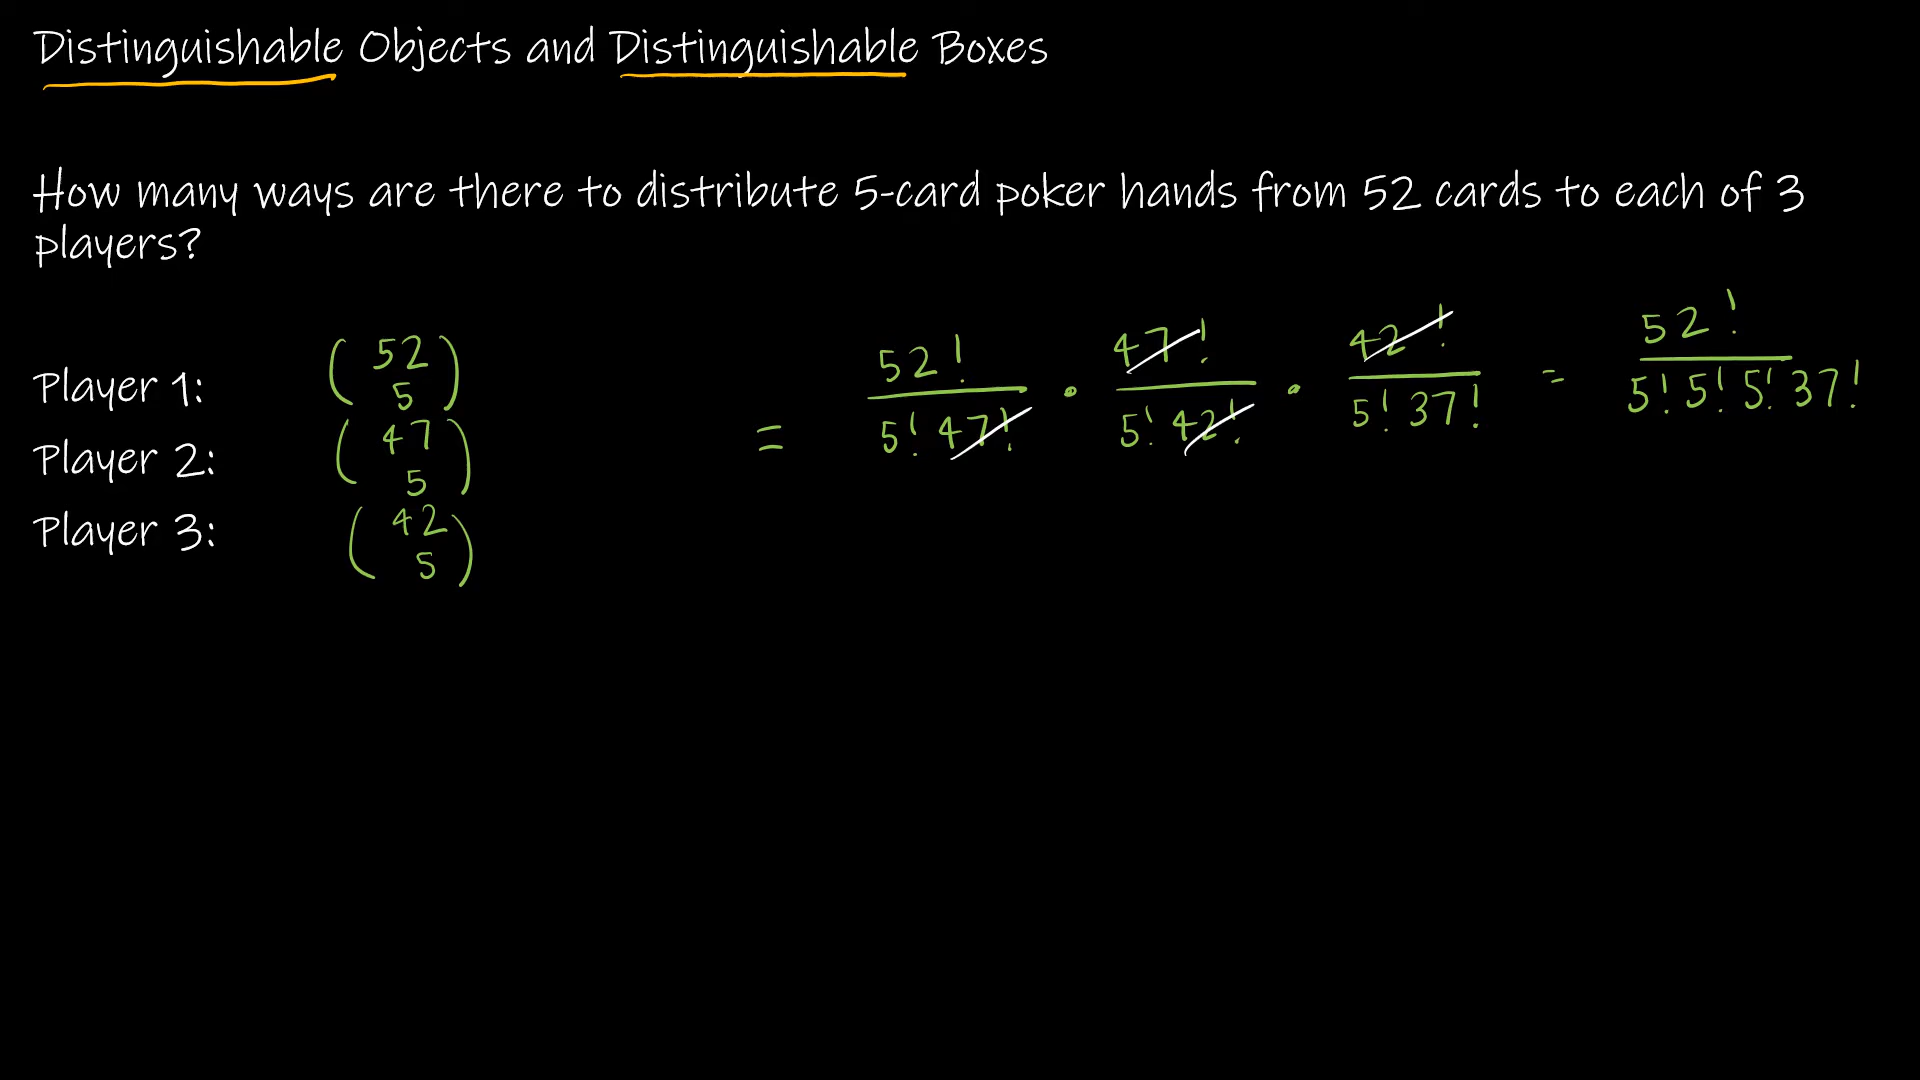 Distinguishable Objects and Distinguishable Boxes
How many ways are there to distribute 5-card poker hands from 52 cards to each of 3
players?
Player 1: (52 5)
Player 2: (47 5)
Player 3: (42 5)
= 52!/5! 47! · 47!/5! 42! · 42!/5! 37! = 52!/5! 5! 5! 37!